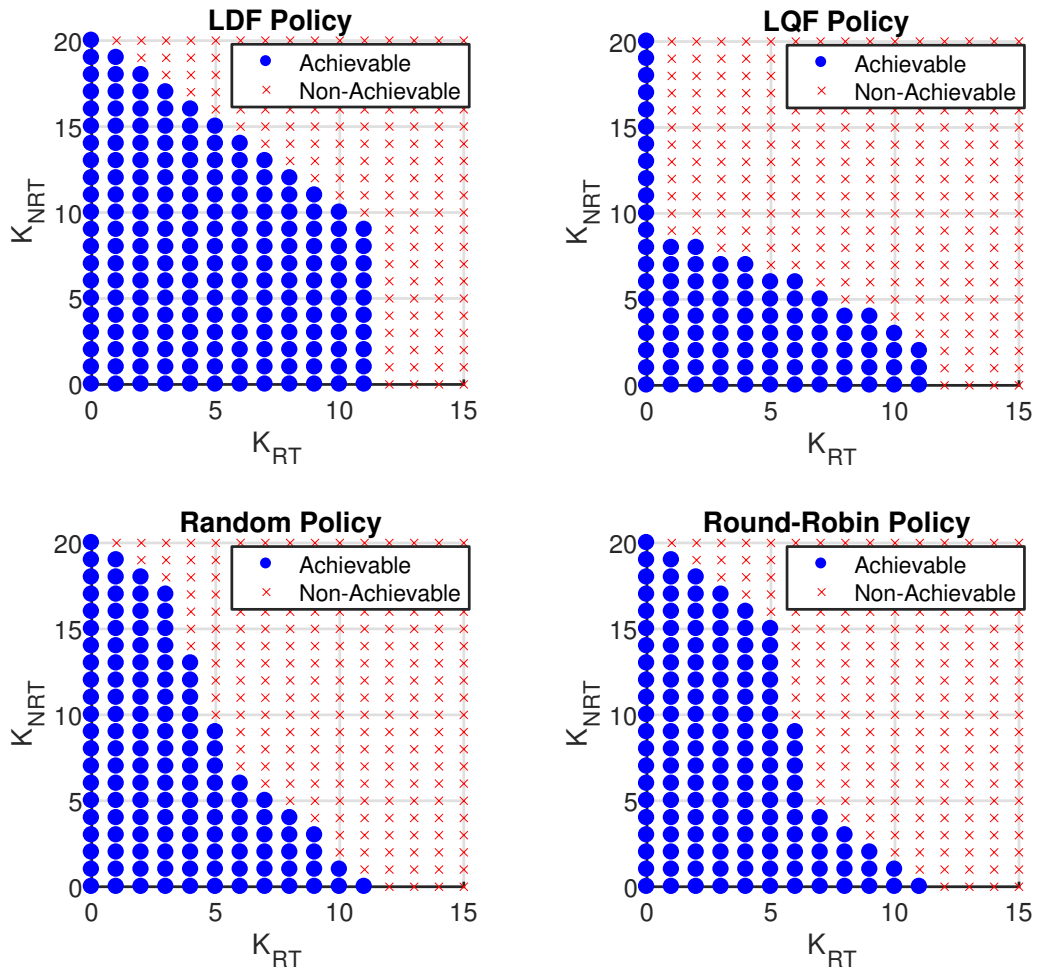 LDF Policy
20
15
10
5
0
K_NRT
Achievable
Non-Achievable
0 5 10 15
K_RT
LQF Policy
20
15
10
5
0
K_NRT
Achievable
Non-Achievable
0 5 10 15
K_RT
Random Policy
20
15
10
5
0
K_NRT
Achievable
Non-Achievable
0 5 10 15
K_RT
Round-Robin Policy
20
15
10
5
0
K_NRT
Achievable
Non-Achievable
0 5 10 15
K_RT